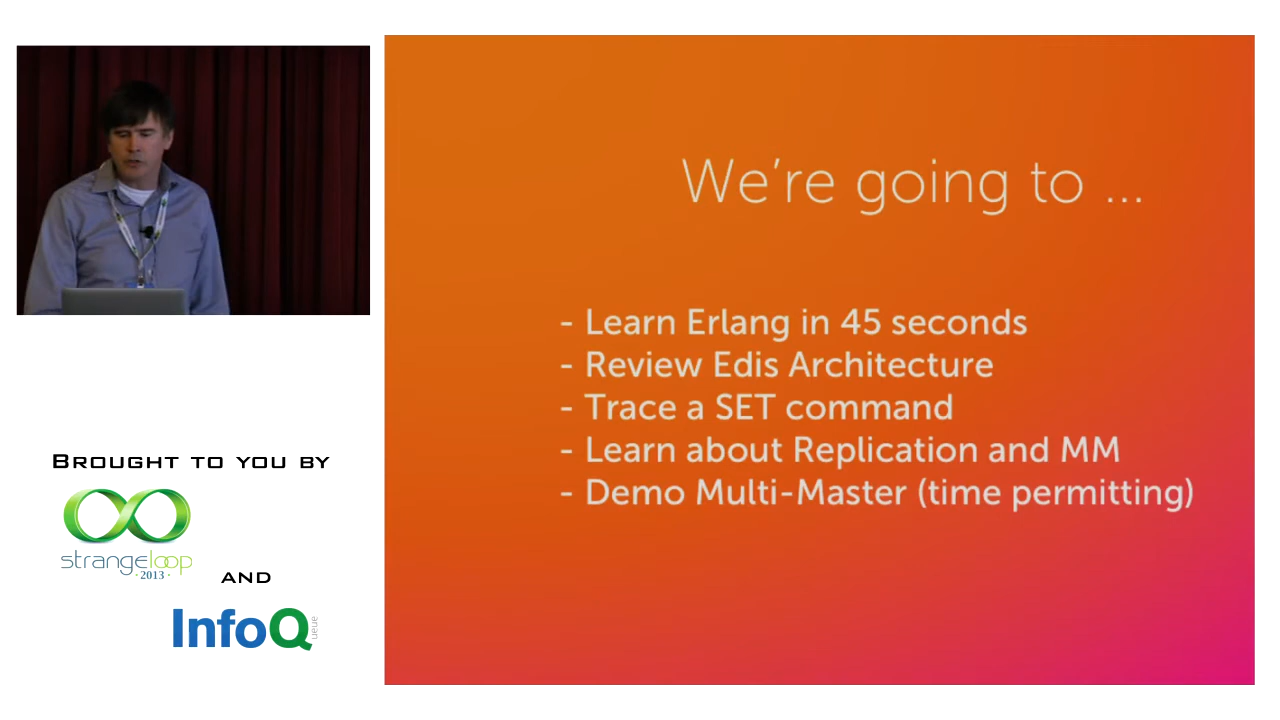 We're going to ...
- Learn Erlang in 45 seconds
- Review Edis Architecture
- Trace a SET command
- Learn about Replication and MM
- Demo Multi-Master (time permitting)
BROUGHT TO YOU BY
strangeloop
· 2013 ·
AND
InfoQ
ueue